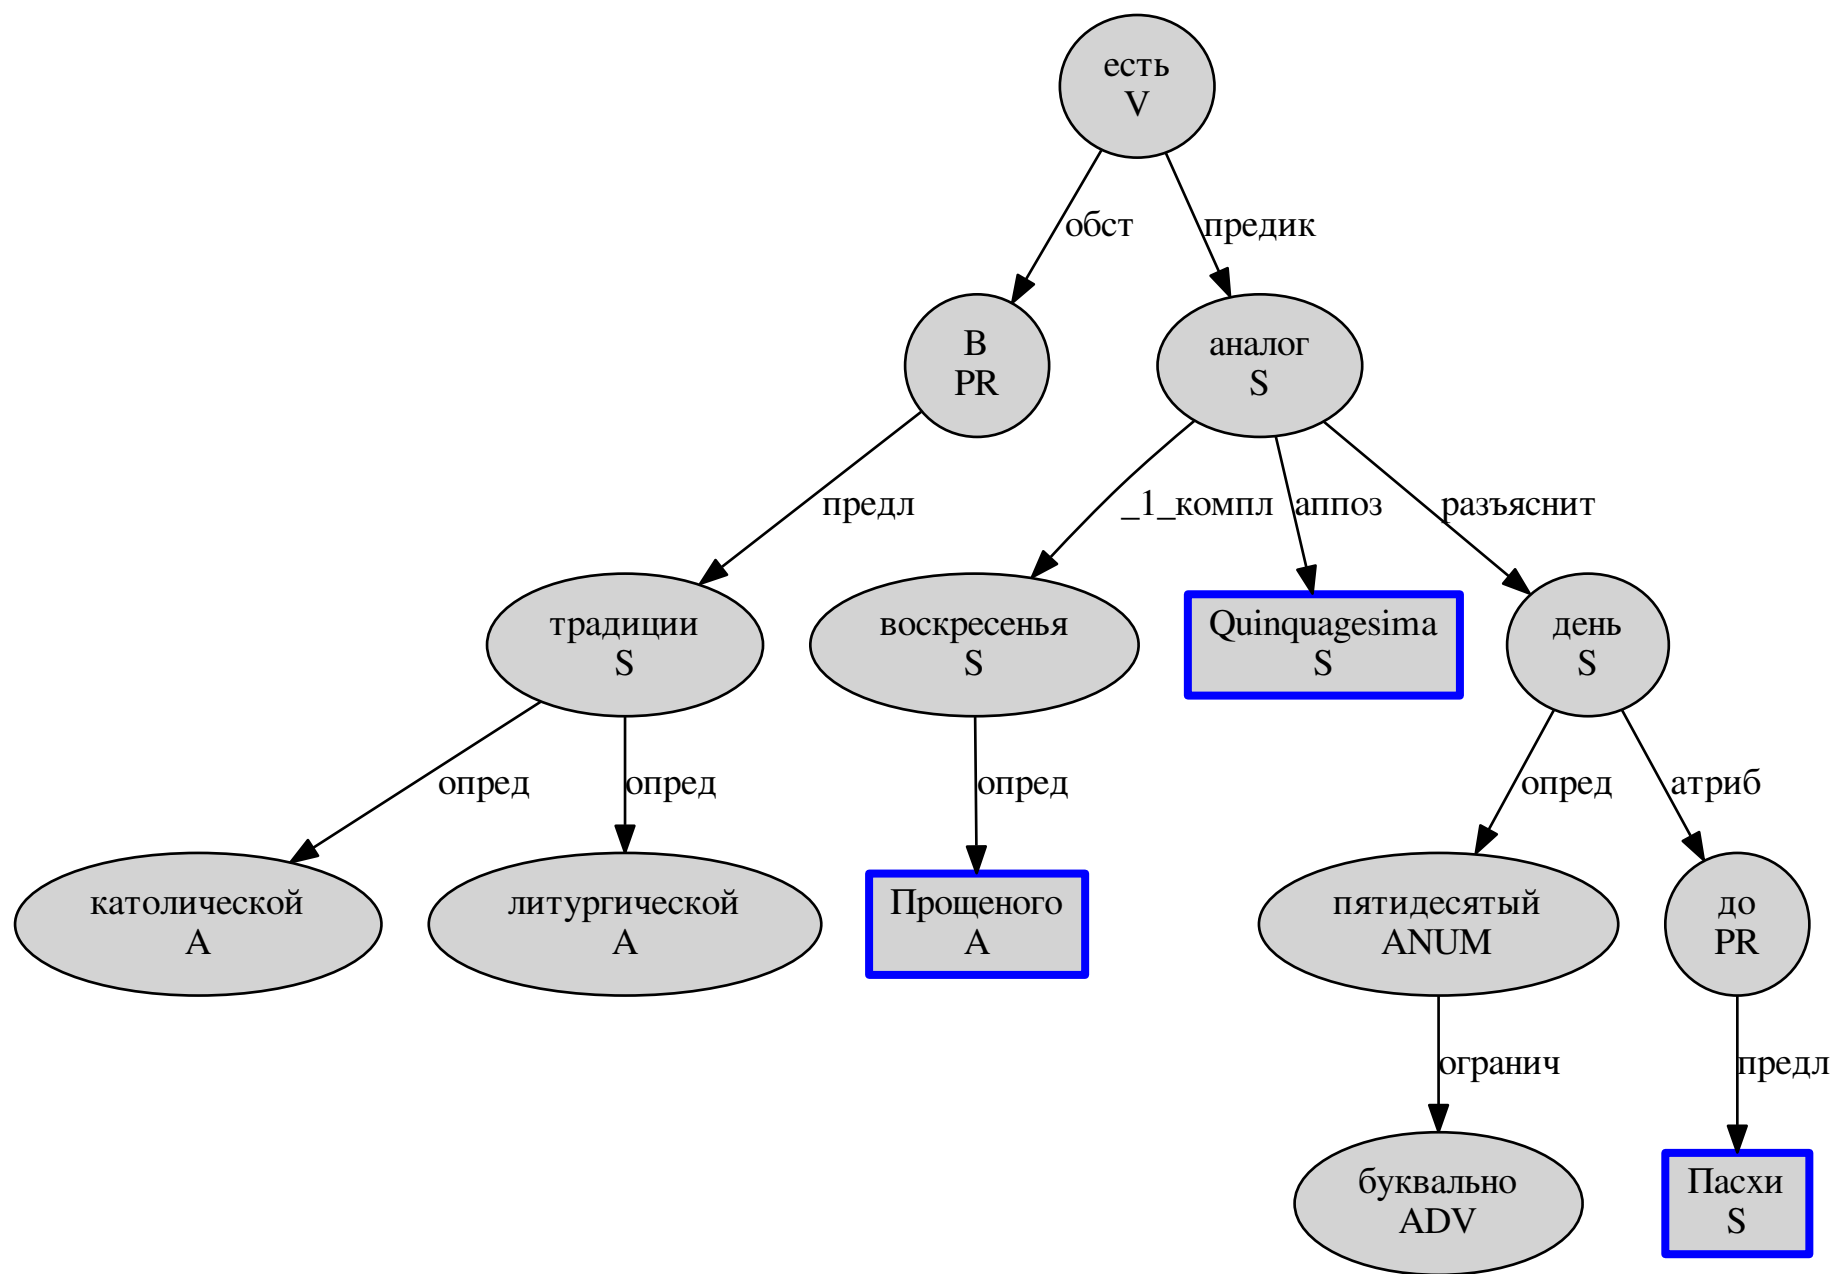 есть
V
обст
предик
В
PR
аналог
S
предл
_1_компл
аппоз
разъяснит
традиции
S
воскресенья
S
Quinquagesima
S
день
S
опред
опред
опред
опред
атриб
католической
A
литургической
A
Прощеного
A
пятидесятый
ANUM
до
PR
огранич
предл
буквально
ADV
Пасхи
S